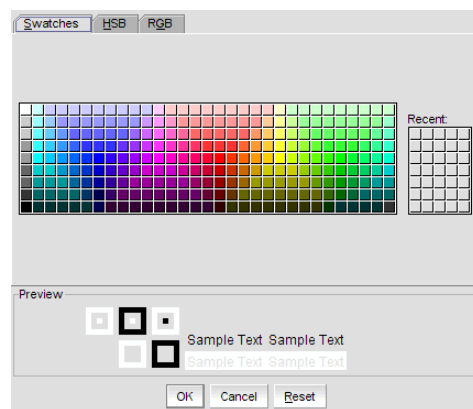 Swatches HSB RGB
Recent:
Preview
Sample Text Sample Text
Sample Text Sample Text
OK Cancel Reset